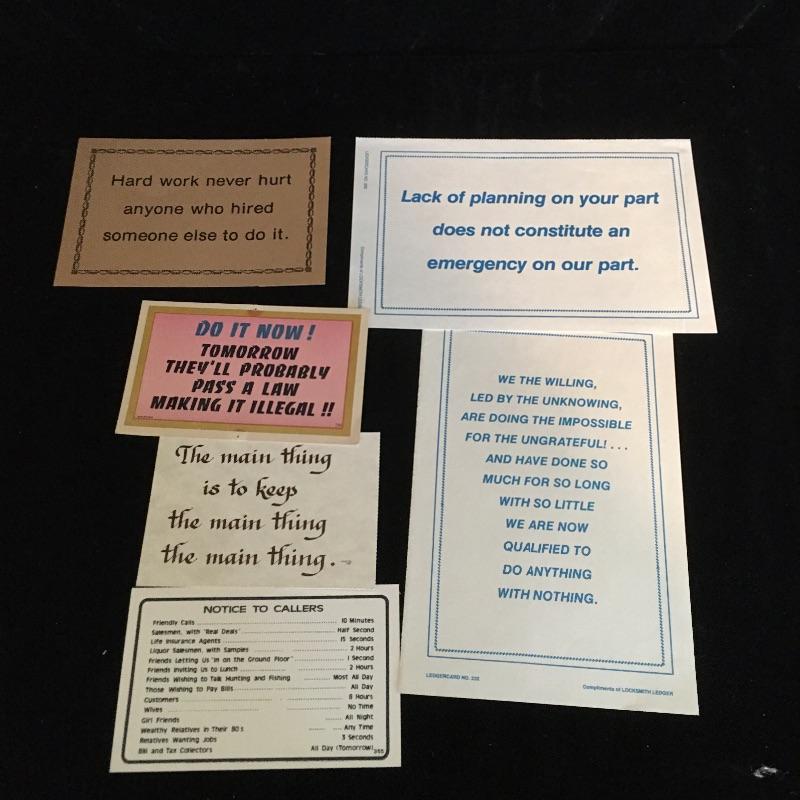 Hard work never hurt
anyone who hired
someone else to do it.
Lack of planning on your part
does not constitute an
emergency on our part.
DO IT NOW!
TOMORROW
THEY'LL PROBABLY
PASS A LAW
MAKING IT ILLEGAL!!
The main thing
is to keep
the main thing
the main thing.
WE THE WILLING,
LED BY THE UNKNOWING,
ARE DOING THE IMPOSSIBLE
FOR THE UNGRATEFUL! . . .
AND HAVE DONE SO
MUCH FOR SO LONG
WITH SO LITTLE
WE ARE NOW
QUALIFIED TO
DO ANYTHING
WITH NOTHING.
LEDGERCARD NO. 235
Compliments of LOCKSMITH LEDGER
NOTICE TO CALLERS
Friendly Calls ........ 10 Minutes
Salesmen, with "Real Deals" ........ Half Second
Life Insurance Agents ........ 15 Seconds
Liquor Salesmen, with Samples ........ 2 Hours
Friends Letting Us "in on the Ground Floor" ........ 1 Second
Friends Inviting Us to Lunch ........ 2 Hours
Friends Wishing to Talk Hunting and Fishing ........ Most All Day
Those Wishing to Pay Bills ........ All Day
Customers ........ 8 Hours
Wives ........ No Time
Girl Friends ........ All Night
Wealthy Relatives in Their 80's ........ Any Time
Relatives Wanting Jobs ........ 3 Seconds
Bill and Tax Collectors ........ All Day (Tomorrow)
355